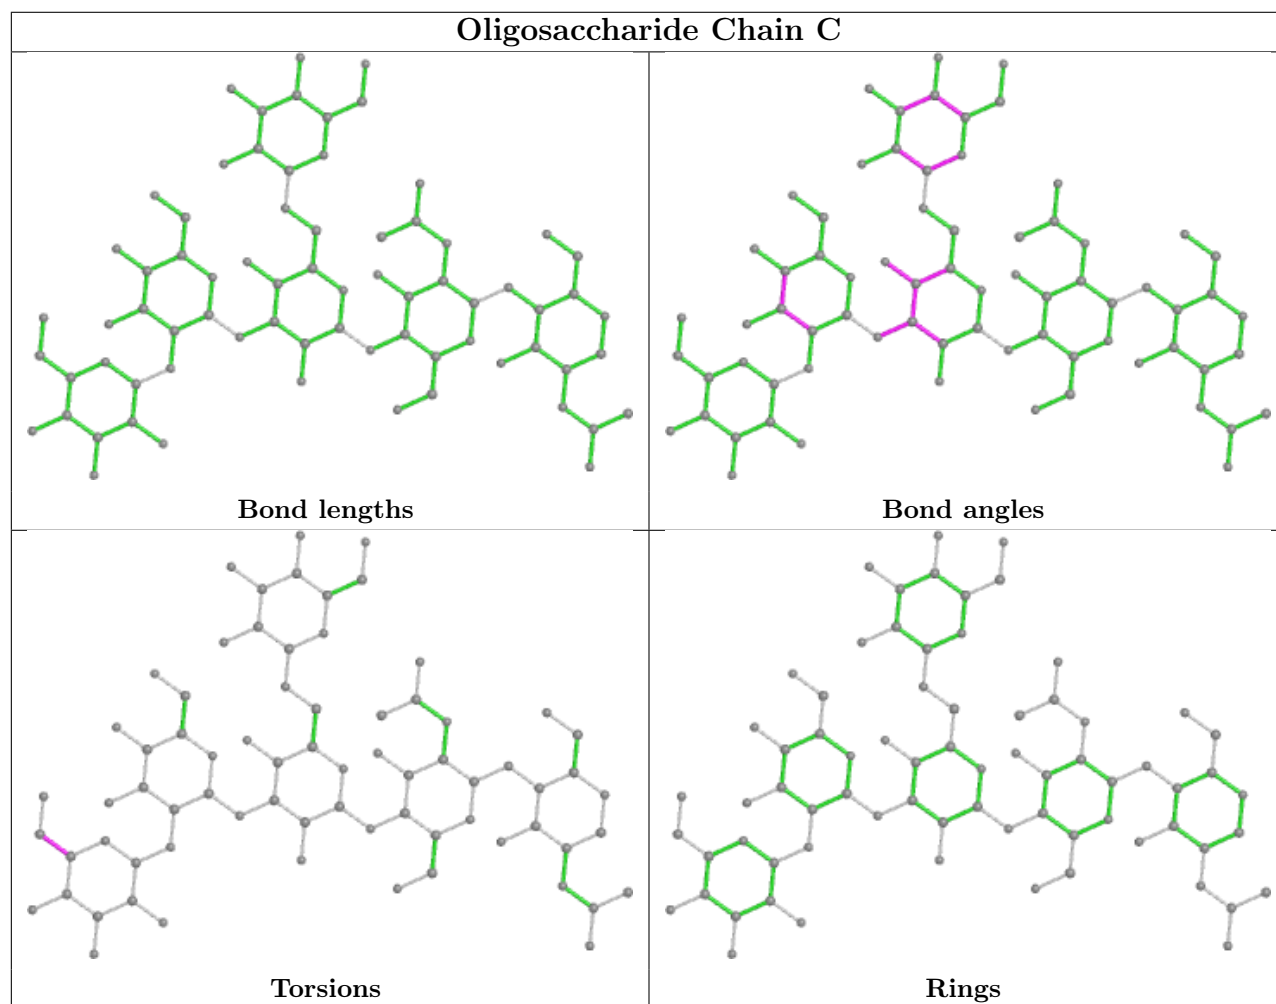 Oligosaccharide Chain C
Bond lengths
Bond angles
Torsions
Rings